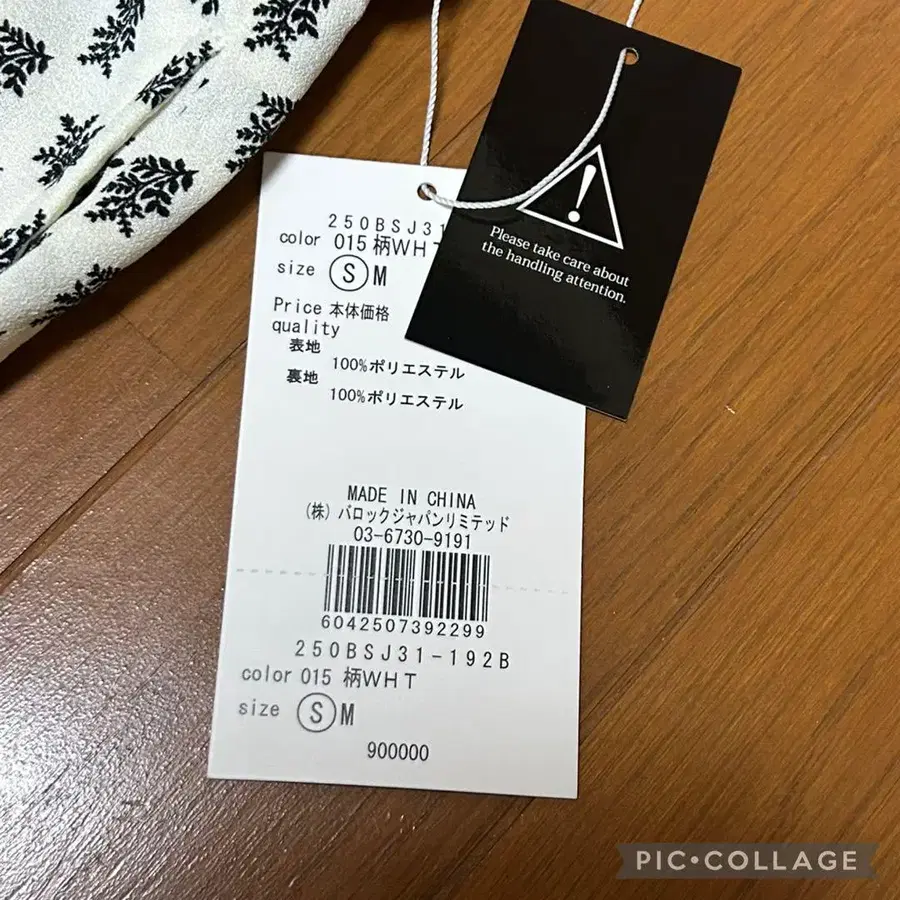 250BSJ31
color 015 柄WHT
size Ⓢ M
Price 本体価格
quality
表地
100%ポリエステル
裏地
100%ポリエステル
MADE IN CHINA
(株) バロックジャパンリミテッド
03-6730-9191
6042507392299
250BSJ31-192B
color 015 柄WHT
size Ⓢ M
900000
!
Please take care about
the handling attention.
PIC•COLLAGE